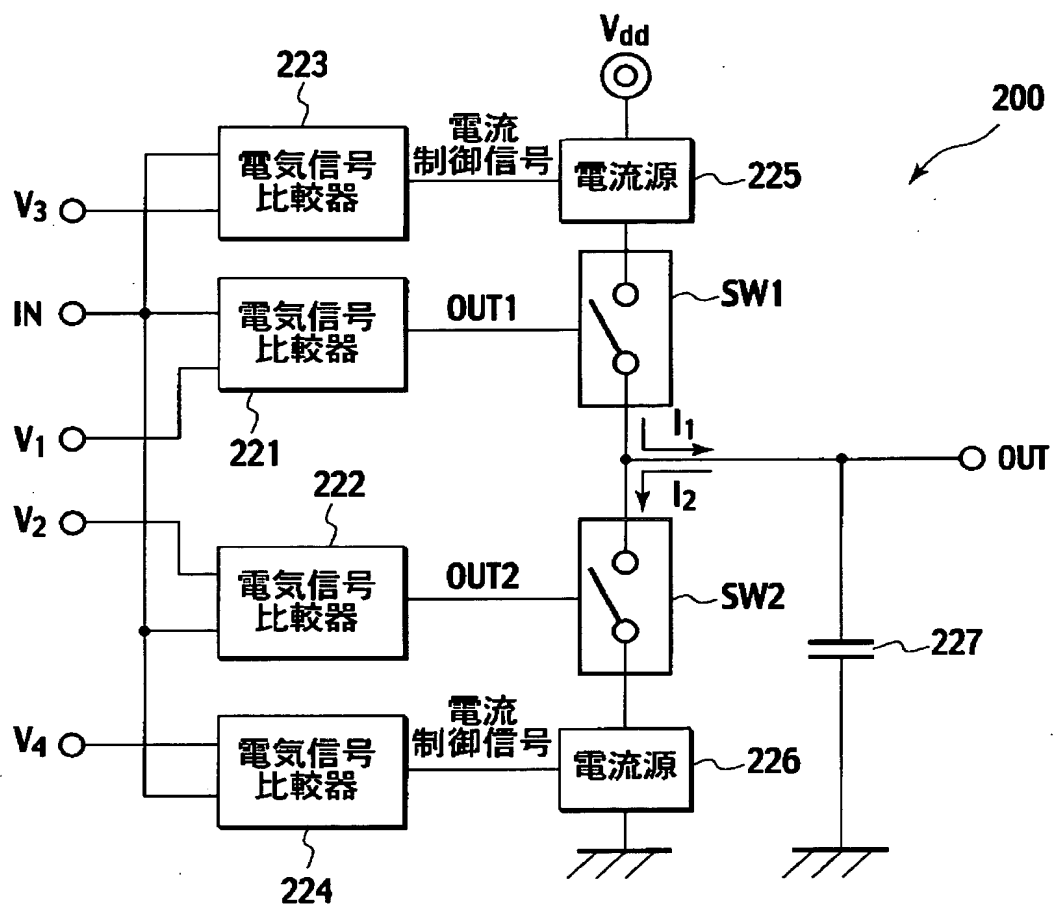 Vdd
200
223
電気信号
比較器
電流
制御信号
電流源
225
V3
IN
電気信号
比較器
OUT1
SW1
V1
221
I1
OUT
I2
V2
222
電気信号
比較器
OUT2
SW2
227
V4
電気信号
比較器
電流
制御信号
電流源
226
224